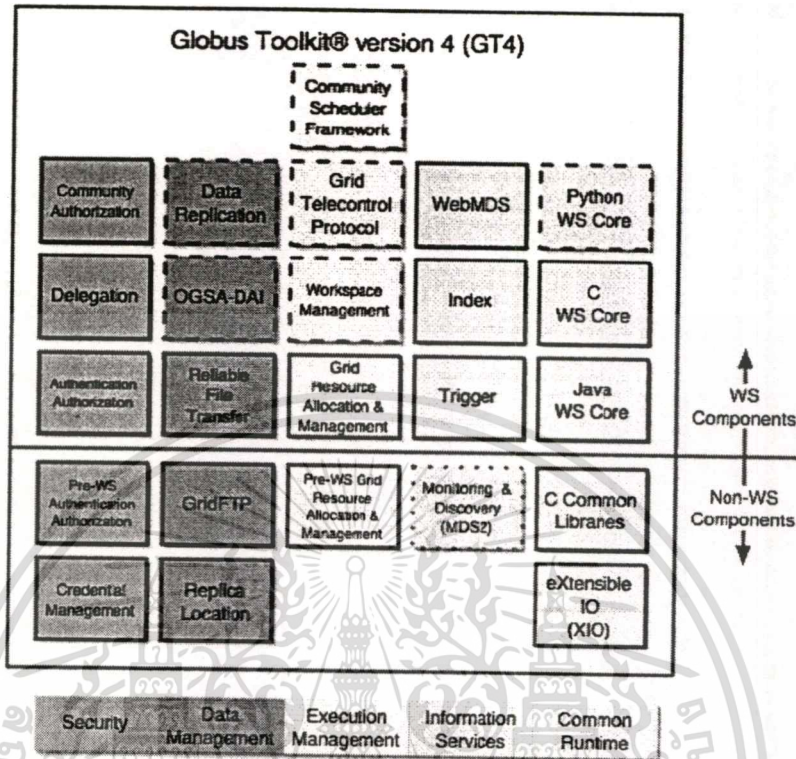 Globus Toolkit® version 4 (GT4)
Community
Scheduler
Framework
Community
Authorization
Data
Replication
Grid
Telecontrol
Protocol
WebMDS
Python
WS Core
Delegation
OGSA-DAI
Workspace
Management
Index
C
WS Core
Authentication
Authorization
Reliable
File
Transfer
Grid
Resource
Allocation &
Management
Trigger
Java
WS Core
WS
Components
Pre-WS
Authentication
Authorization
GridFTP
Pre-WS Grid
Resource
Allocation &
Management
Monitoring &
Discovery
(MDS2)
C Common
Libraries
Non-WS
Components
Credential
Management
Replica
Location
eXtensible
IO
(XIO)
Security
Data
Management
Execution
Management
Information
Services
Common
Runtime